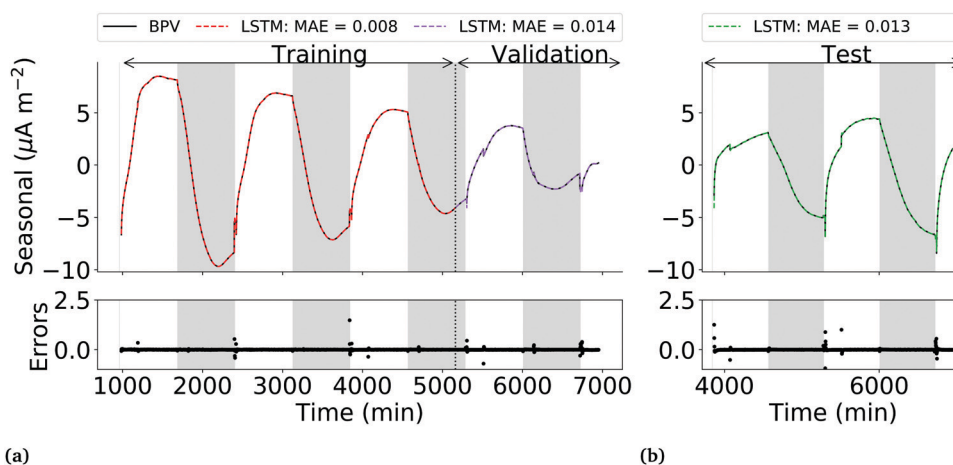 BPV LSTM: MAE = 0.008 LSTM: MAE = 0.014
Training Validation
Seasonal (μA m⁻²)
5
0
−5
−10
Errors
2.5
0.0
1000 2000 3000 4000 5000 6000 7000
Time (min)
(a)
LSTM: MAE = 0.013
Test
5
0
−5
−10
2.5
0.0
4000 6000
Time (min)
(b)